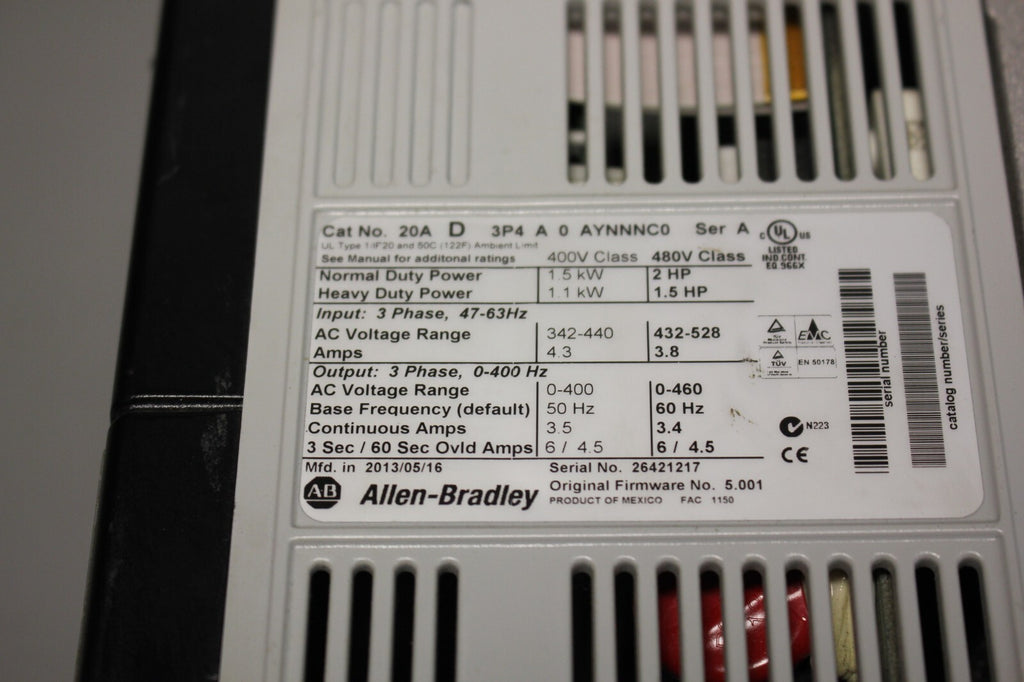 Cat No. 20A D 3P4 A 0 AYNNNC0 Ser A
UL Type 1/IP20 and 50C (122F) Ambient Limit
See Manual for additonal ratings 400V Class 480V Class
Normal Duty Power 1.5 kW 2 HP
Heavy Duty Power 1.1 kW 1.5 HP
Input: 3 Phase, 47-63Hz
AC Voltage Range 342-440 432-528
Amps 4.3 3.8
Output: 3 Phase, 0-400 Hz
AC Voltage Range 0-400 0-460
Base Frequency (default) 50 Hz 60 Hz
Continuous Amps 3.5 3.4
3 Sec / 60 Sec Ovld Amps 6 / 4.5 6 / 4.5
Mfd. in 2013/05/16 Serial No. 26421217
Original Firmware No. 5.001
AB Allen-Bradley PRODUCT OF MEXICO FAC 1150
C UL US
LISTED
IND CONT
EQ 966X
EMC
TÜV EN 50178
N223
CE
serial number
catalog number/series